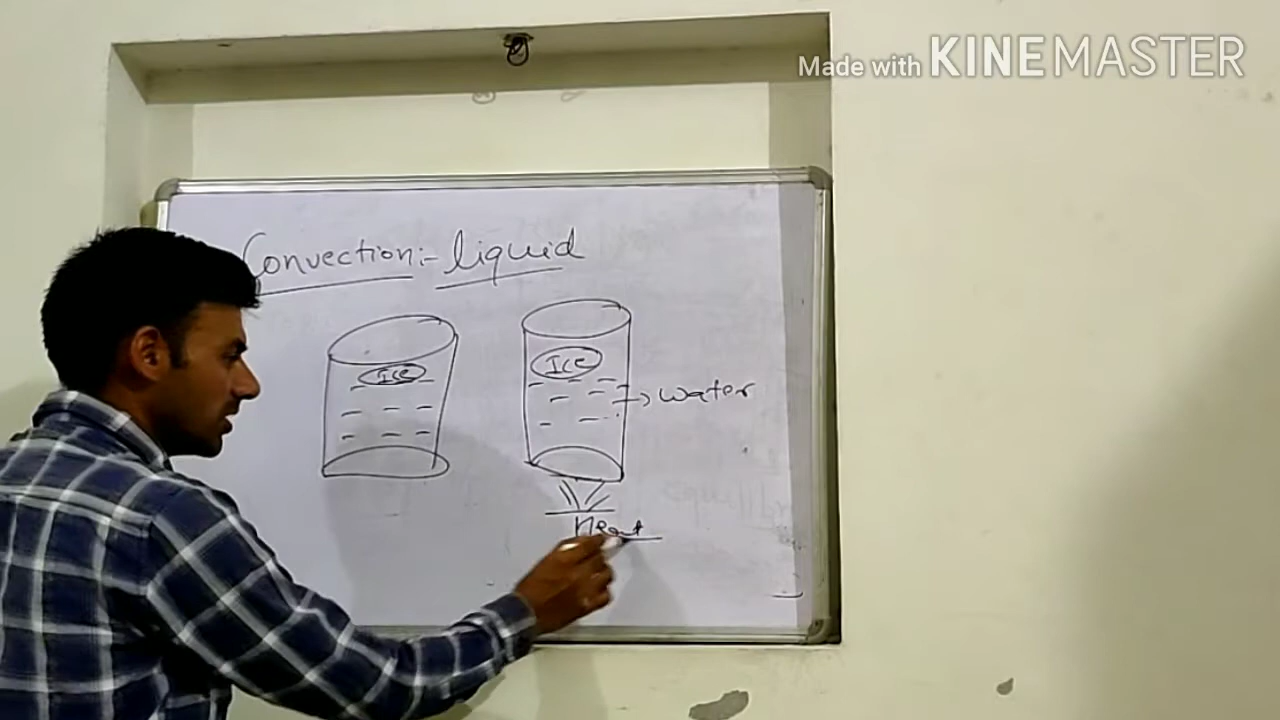 Made with KINEMASTER
Convection:- liquid
Ice
Ice
→ water
Heat